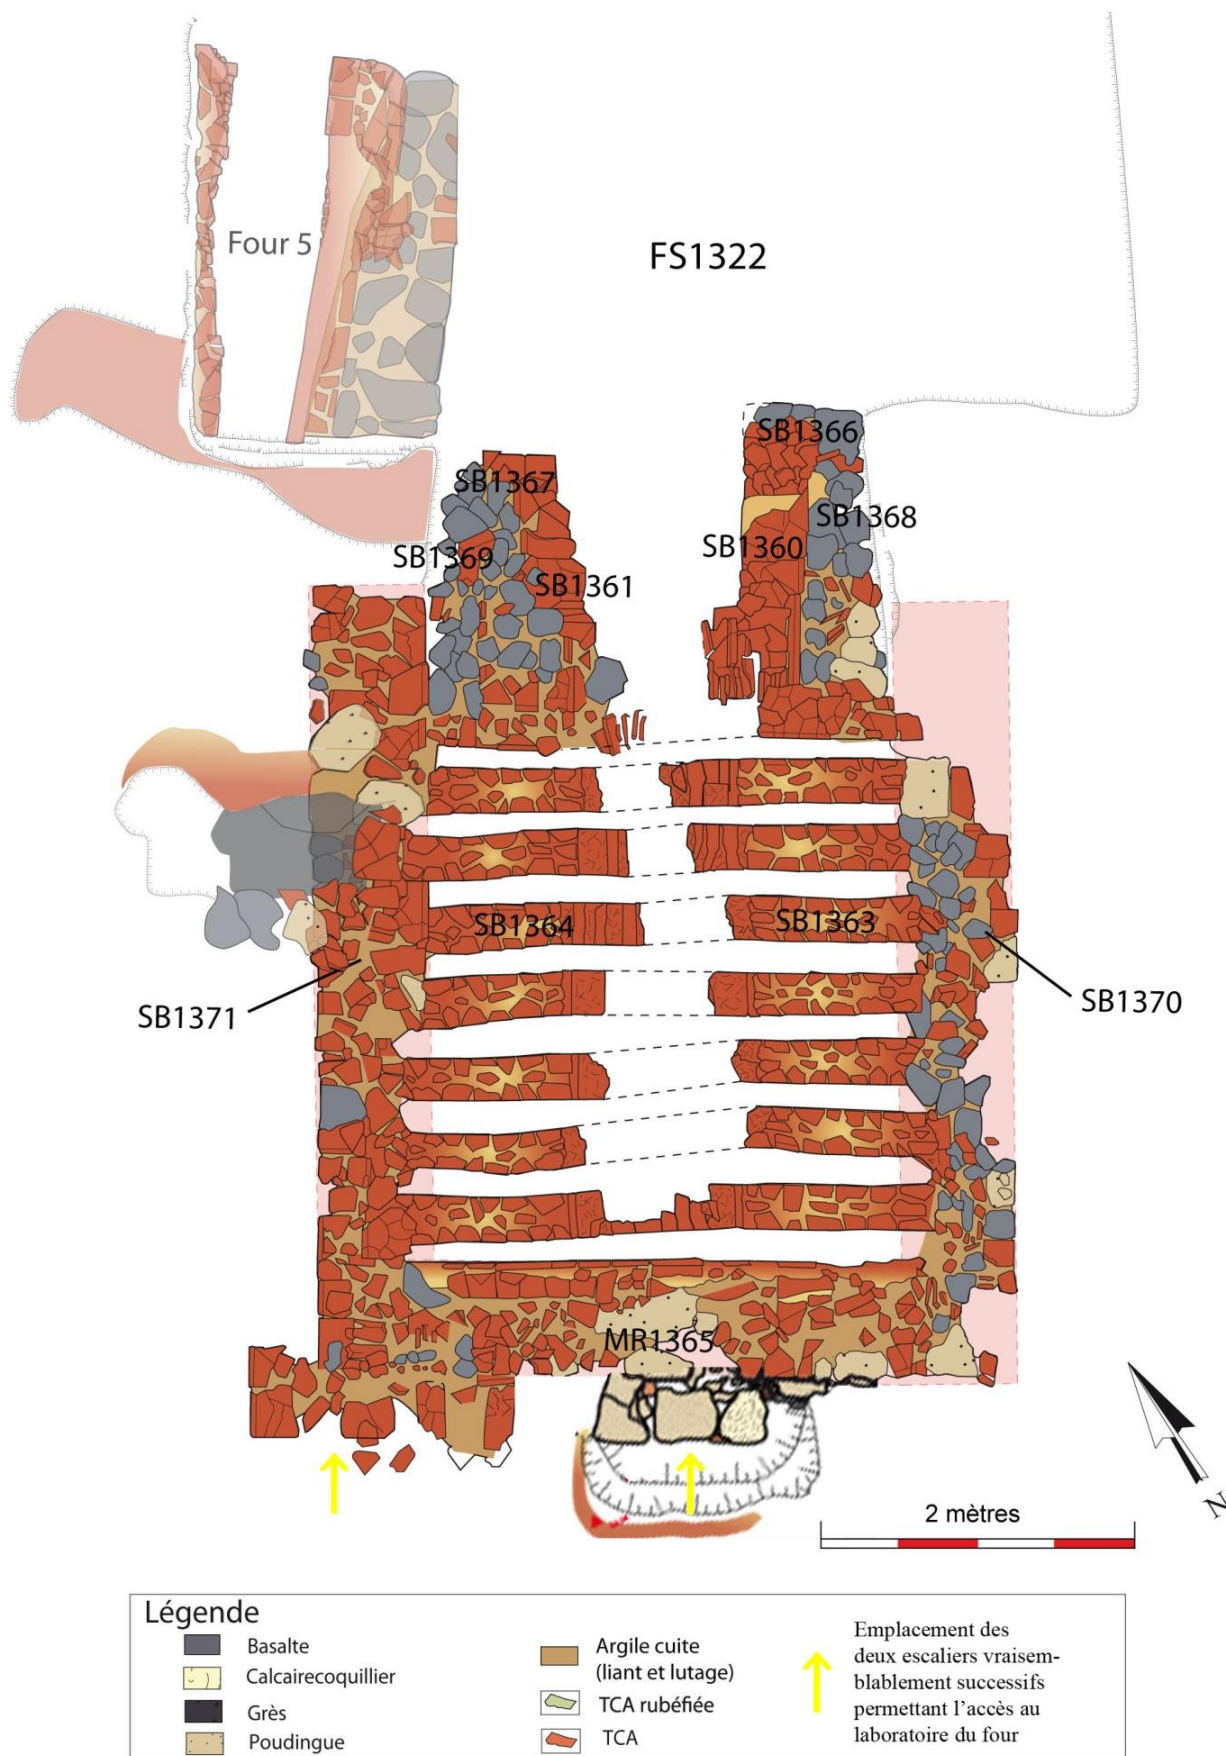 Four 5
FS1322
SB1366
SB1367
SB1368
SB1360
SB1369
SB1361
SB1364
SB1363
SB1371
SB1370
MR1365
N
2 mètres
Légende
Basalte
Calcairecoquillier
Grès
Poudingue
Argile cuite
(liant et lutage)
TCA rubéfiée
TCA
Emplacement des
deux escaliers vraisem-
blablement successifs
permettant l’accès au
laboratoire du four